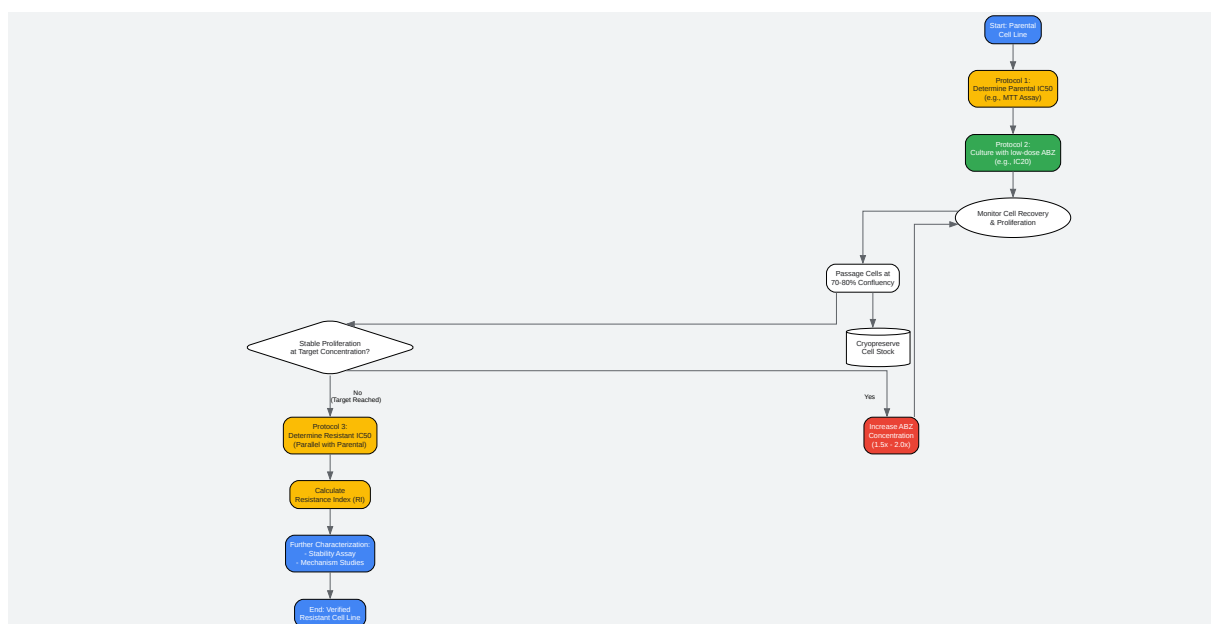 Start: Parental
Cell Line
Protocol 1:
Determine Parental IC50
(e.g., MTT Assay)
Protocol 2:
Culture with low-dose ABZ
(e.g., IC20)
Monitor Cell Recovery
& Proliferation
Passage Cells at
70-80% Confluency
Stable Proliferation
at Target Concentration?
Cryopreserve
Cell Stock
No
(Target Reached)
Yes
Protocol 3:
Determine Resistant IC50
(Parallel with Parental)
Increase ABZ
Concentration
(1.5x - 2.0x)
Calculate
Resistance Index (RI)
Further Characterization:
- Stability Assay
- Mechanism Studies
End: Verified
Resistant Cell Line